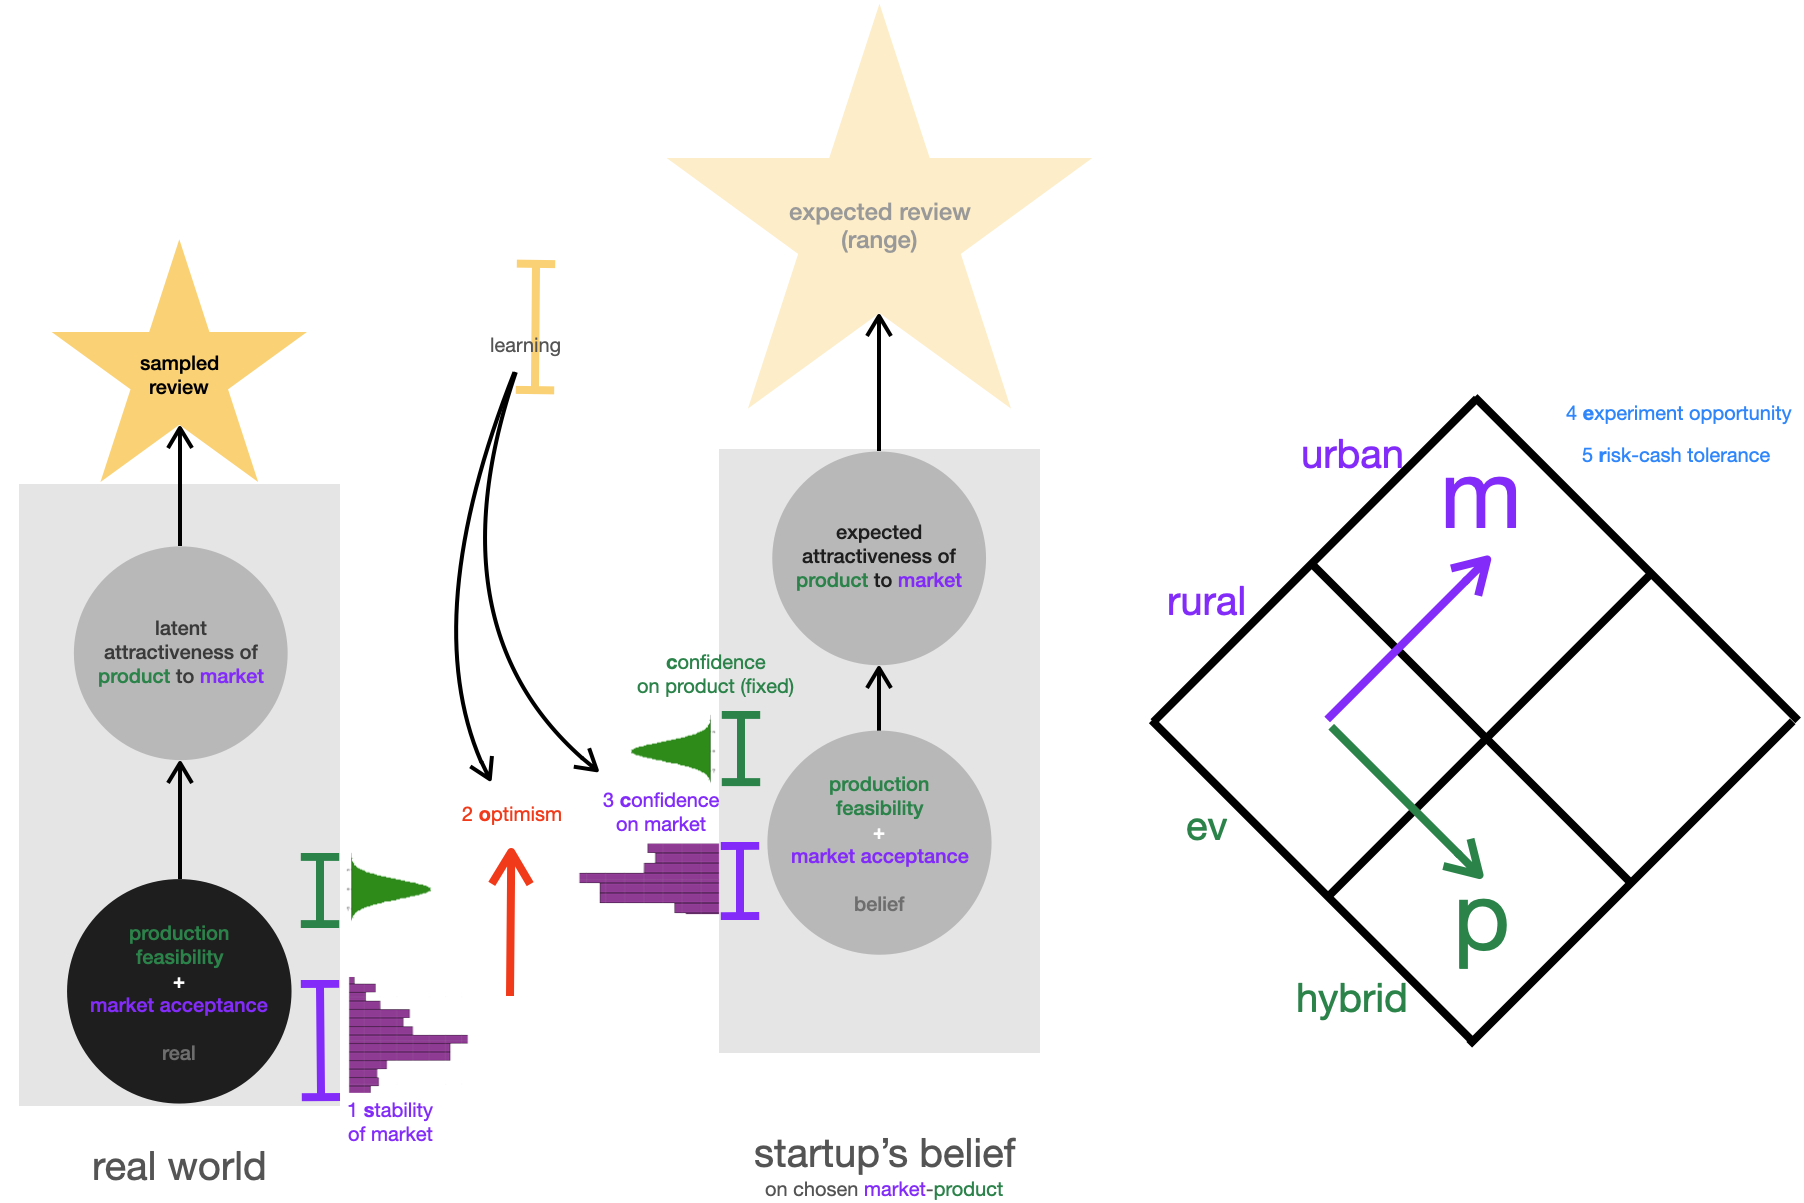 sampled
review
latent
attractiveness of
product to market
production
feasibility
+
market acceptance
real
1 stability
of market
real world
learning
2 optimism
3 confidence
on market
confidence
on product (fixed)
expected review
(range)
expected
attractiveness of
product to market
production
feasibility
+
market acceptance
belief
startup’s belief
on chosen market-product
4 experiment opportunity
5 risk-cash tolerance
urban
m
rural
ev
p
hybrid